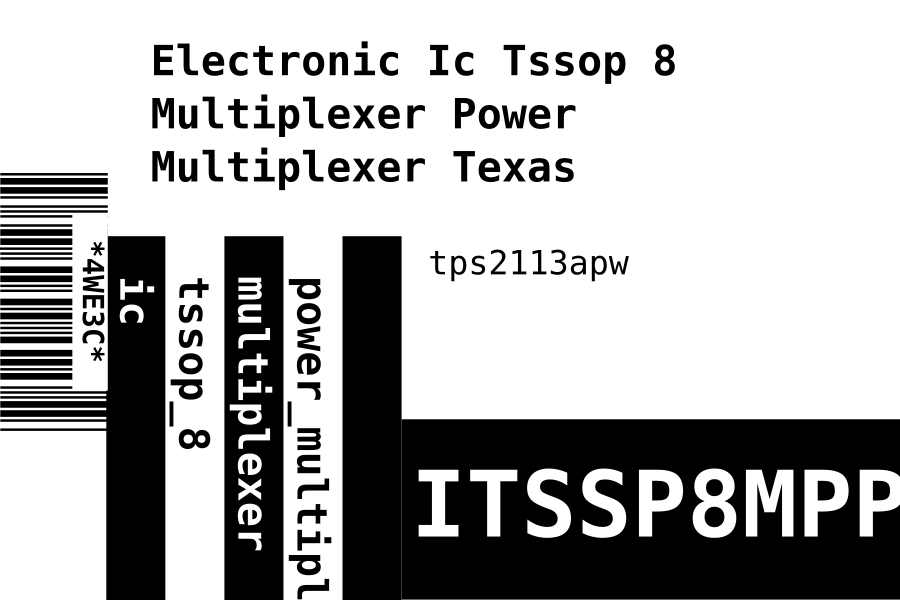 Electronic Ic Tssop 8
Multiplexer Power
Multiplexer Texas
*4WE3C*
ic
tssop_8
multiplexer
power_multipl
tps2113apw
ITSSP8MPP